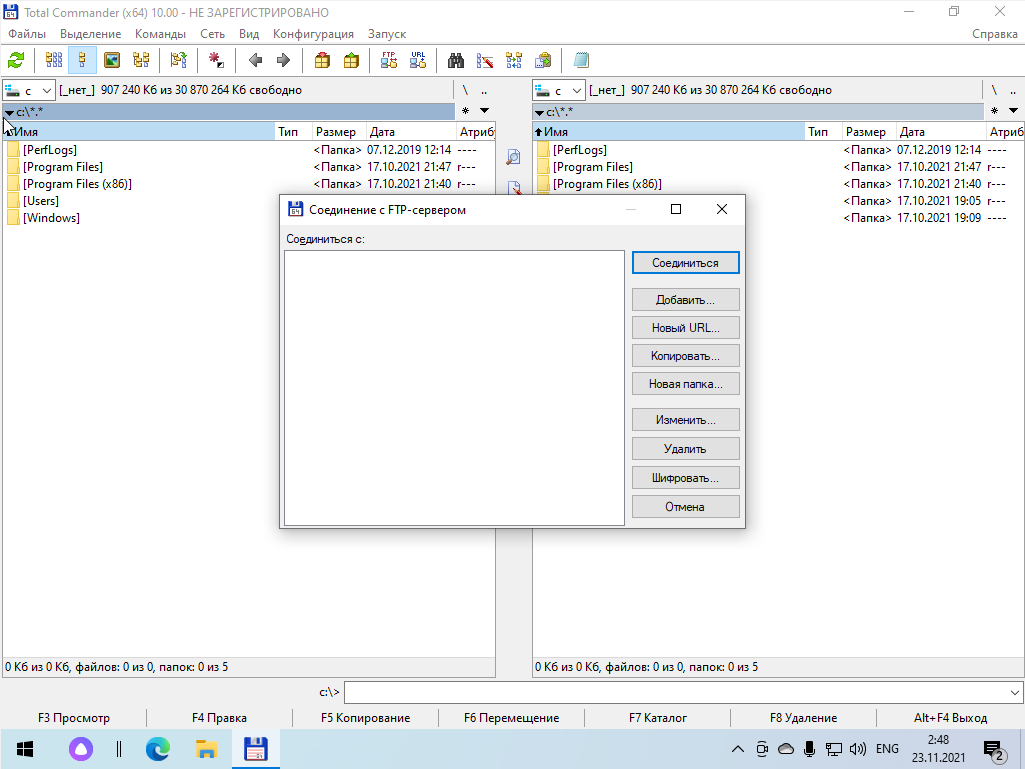 Total Commander (x64) 10.00 - НЕ ЗАРЕГИСТРИРОВАНО
Файлы Выделение Команды Сеть Вид Конфигурация Запуск Справка
FTP URL
c [_нет_] 907 240 Кб из 30 870 264 Кб свободно \ ..
c [_нет_] 907 240 Кб из 30 870 264 Кб свободно \ ..
c:\*.* *
c:\*.* *
Имя Тип Размер Дата Атриб
Имя Тип Размер Дата Атриб
[PerfLogs] <Папка> 07.12.2019 12:14 ----
[Program Files] <Папка> 17.10.2021 21:47 r---
[Program Files (x86)] <Папка> 17.10.2021 21:40 r---
[Users]
[Windows]
[PerfLogs] <Папка> 07.12.2019 12:14 ----
[Program Files] <Папка> 17.10.2021 21:47 r---
[Program Files (x86)] <Папка> 17.10.2021 21:40 r---
<Папка> 17.10.2021 19:05 r---
<Папка> 17.10.2021 19:09 ----
64 Соединение с FTP-сервером
Соединиться с:
Соединиться
Добавить...
Новый URL...
Копировать...
Новая папка...
Изменить...
Удалить
Шифровать...
Отмена
0 Кб из 0 Кб, файлов: 0 из 0, папок: 0 из 5
0 Кб из 0 Кб, файлов: 0 из 0, папок: 0 из 5
c:\>
F3 Просмотр F4 Правка F5 Копирование F6 Перемещение F7 Каталог F8 Удаление Alt+F4 Выход
64 ENG 2:48
23.11.2021 2